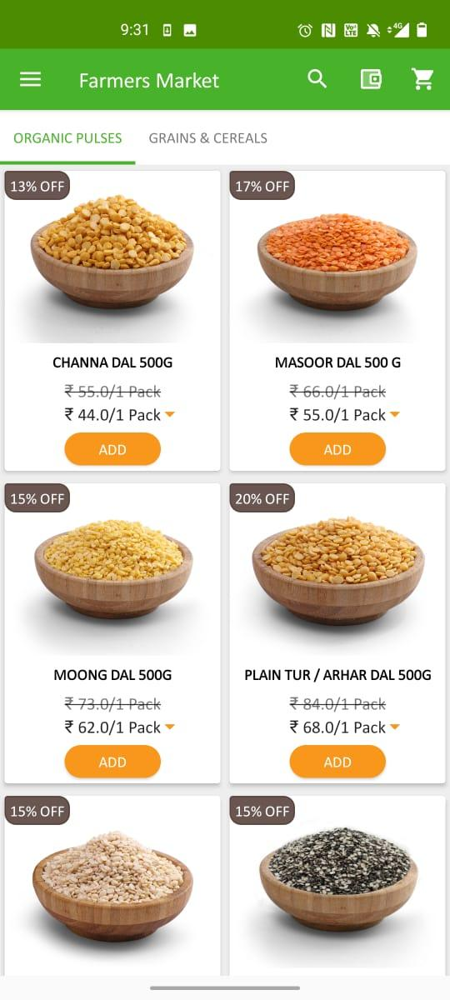 9:31
Vo LTE
4G
Farmers Market
ORGANIC PULSES
GRAINS & CEREALS
13% OFF
CHANNA DAL 500G
₹ 55.0/1 Pack
₹ 44.0/1 Pack
ADD
17% OFF
MASOOR DAL 500 G
₹ 66.0/1 Pack
₹ 55.0/1 Pack
ADD
15% OFF
MOONG DAL 500G
₹ 73.0/1 Pack
₹ 62.0/1 Pack
ADD
20% OFF
PLAIN TUR / ARHAR DAL 500G
₹ 84.0/1 Pack
₹ 68.0/1 Pack
ADD
15% OFF
15% OFF